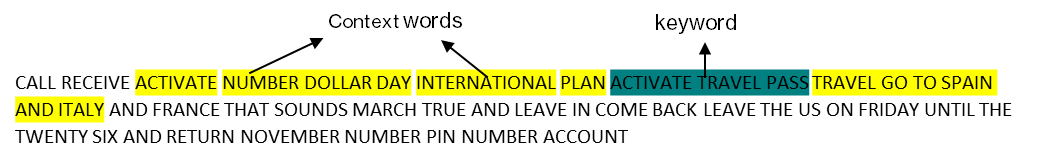 Context words keyword
CALL RECEIVE ACTIVATE NUMBER DOLLAR DAY INTERNATIONAL PLAN ACTIVATE TRAVEL PASS TRAVEL GO TO SPAIN
AND ITALY AND FRANCE THAT SOUNDS MARCH TRUE AND LEAVE IN COME BACK LEAVE THE US ON FRIDAY UNTIL THE
TWENTY SIX AND RETURN NOVEMBER NUMBER PIN NUMBER ACCOUNT